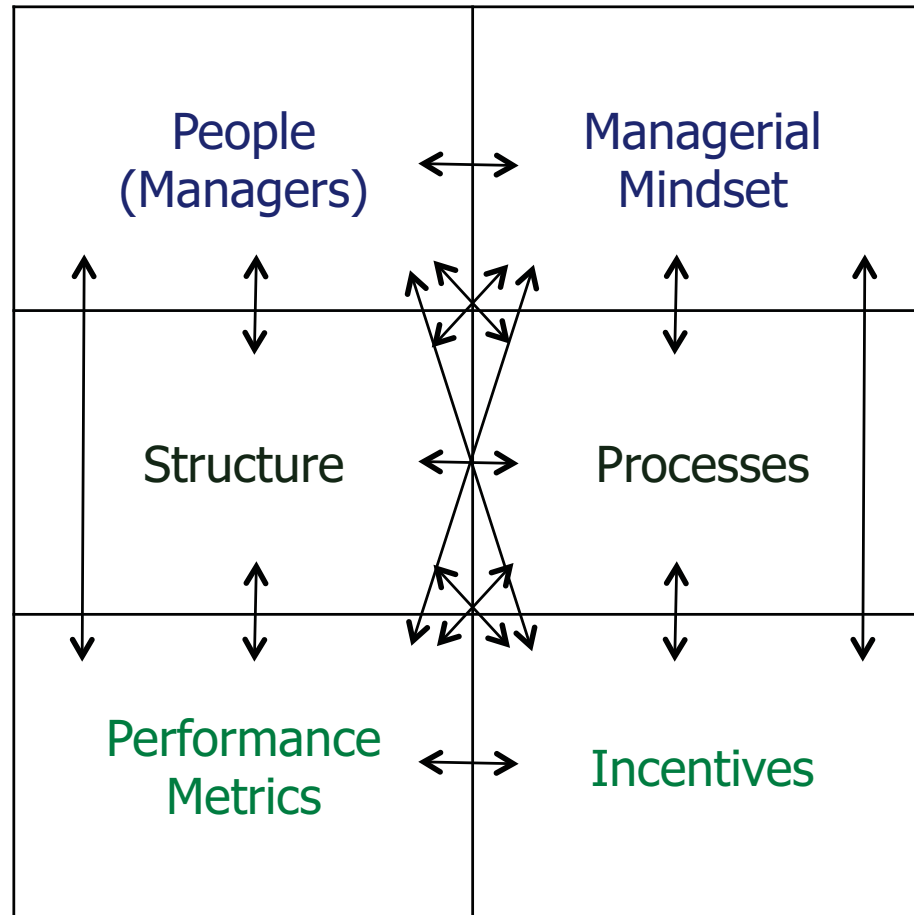 People
(Managers)
Managerial
Mindset
Structure
Processes
Performance
Metrics
Incentives